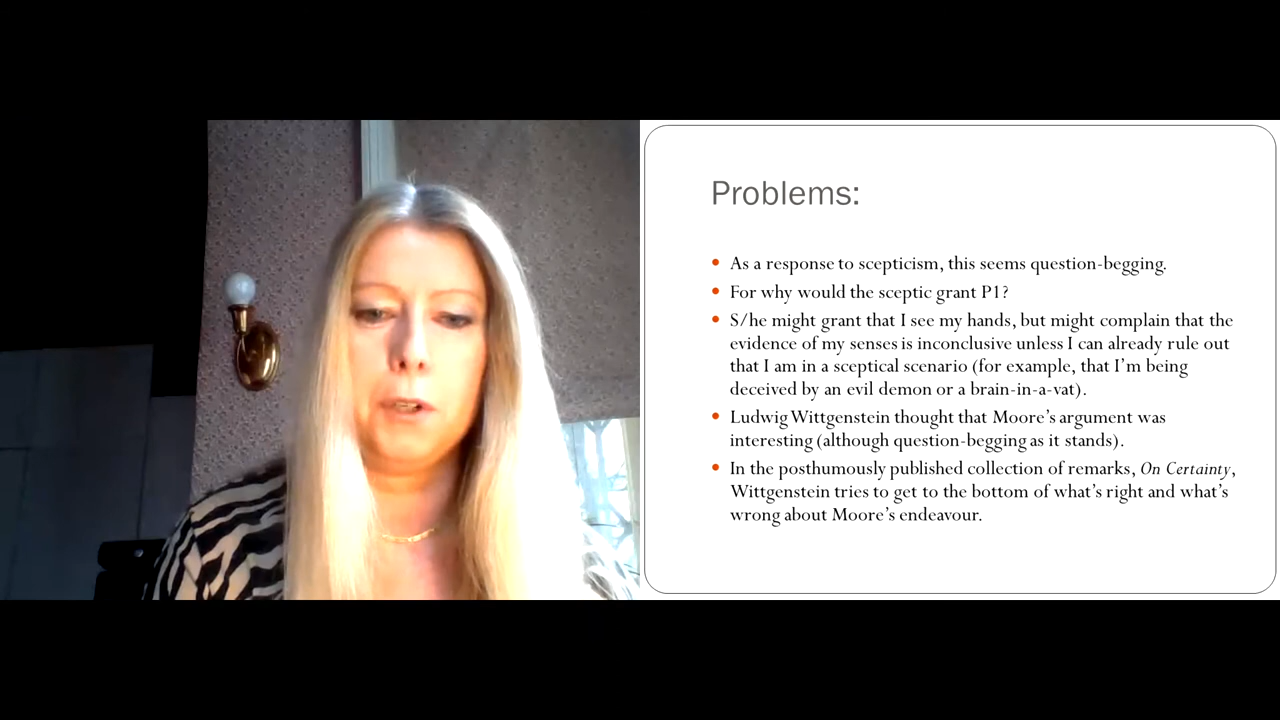 Problems:
As a response to scepticism, this seems question-begging.
For why would the sceptic grant P1?
S/he might grant that I see my hands, but might complain that the
evidence of my senses is inconclusive unless I can already rule out
that I am in a sceptical scenario (for example, that I'm being
deceived by an evil demon or a brain-in-a-vat).
Ludwig Wittgenstein thought that Moore's argument was
interesting (although question-begging as it stands).
In the posthumously published collection of remarks, On Certainty,
Wittgenstein tries to get to the bottom of what's right and what's
wrong about Moore's endeavour.